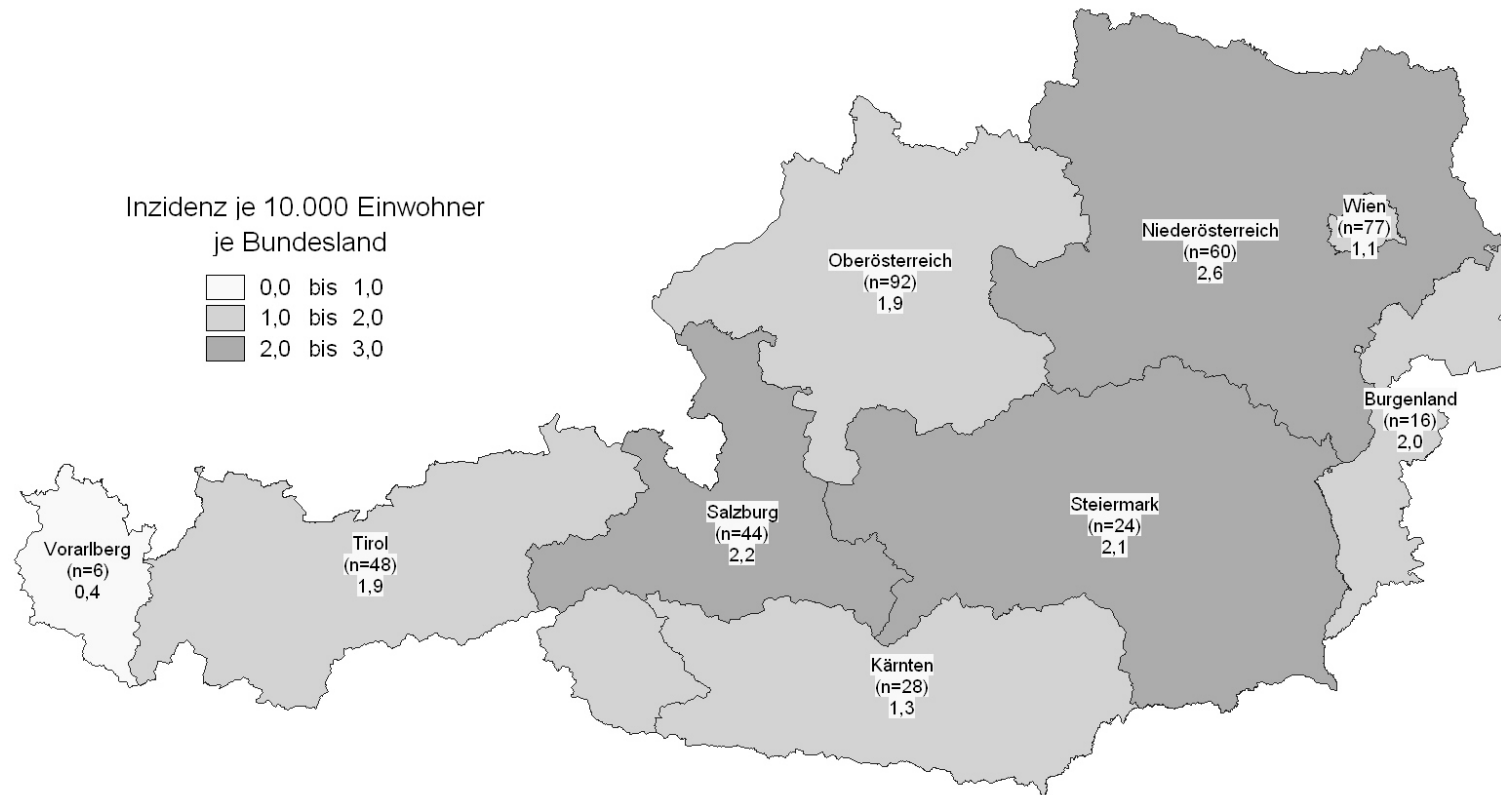 Inzidenz je 10.000 Einwohner
je Bundesland
0,0 bis 1,0
1,0 bis 2,0
2,0 bis 3,0
Wien
(n=77)
1,1
Niederösterreich
(n=60)
2,6
Oberösterreich
(n=92)
1,9
Burgenland
(n=16)
2,0
Steiermark
(n=24)
2,1
Salzburg
(n=44)
2,2
Tirol
(n=48)
1,9
Vorarlberg
(n=6)
0,4
Kärnten
(n=28)
1,3